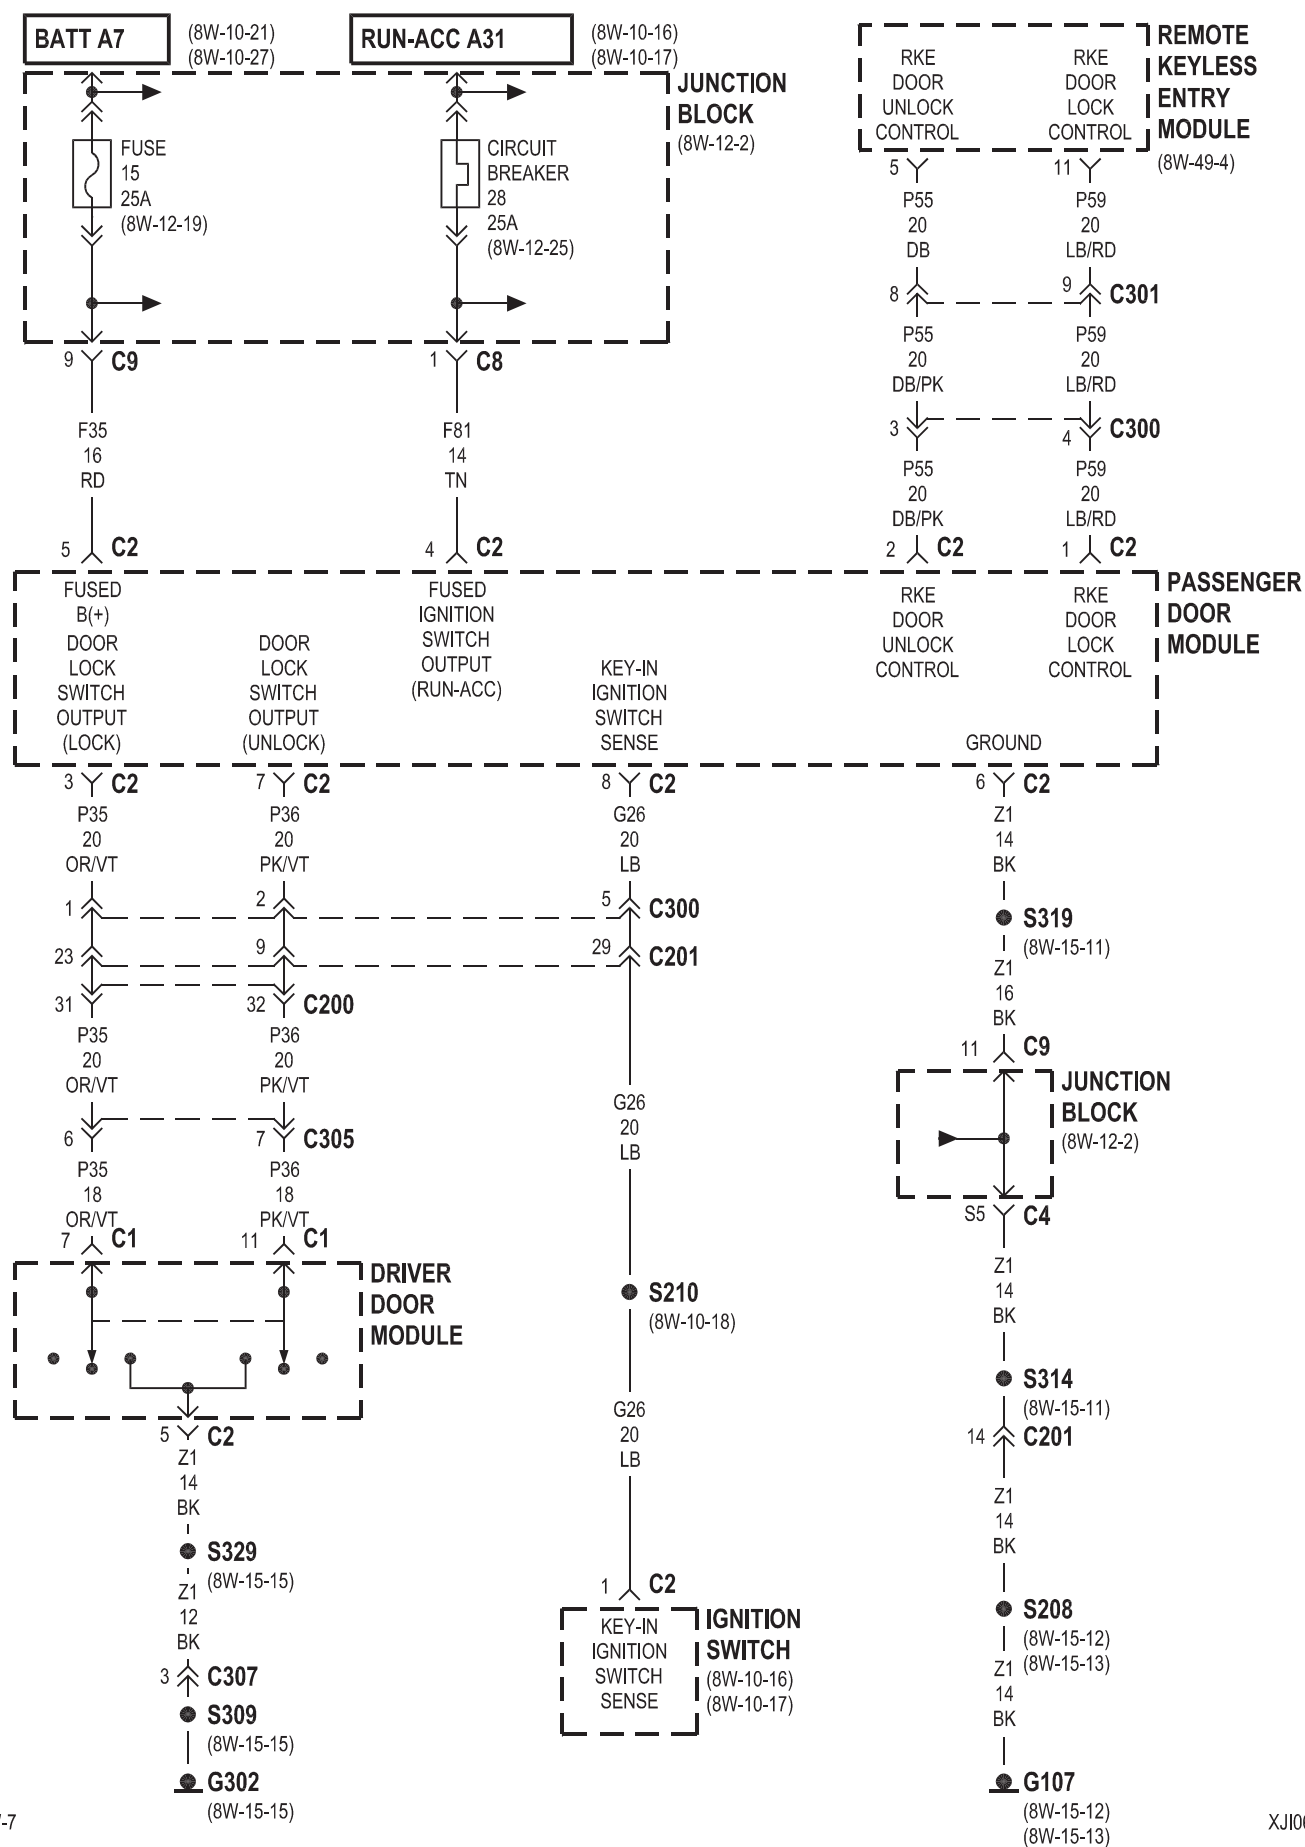 BATT A7
(8W-10-21)
(8W-10-27)
RUN-ACC A31
(8W-10-16)
(8W-10-17)
JUNCTION
BLOCK
(8W-12-2)
FUSE
15
25A
(8W-12-19)
CIRCUIT
BREAKER
28
25A
(8W-12-25)
RKE
DOOR
UNLOCK
CONTROL
RKE
DOOR
LOCK
CONTROL
REMOTE
KEYLESS
ENTRY
MODULE
(8W-49-4)
5
11
P55
20
DB
P59
20
LB/RD
8
9
C301
P55
20
DB/PK
P59
20
LB/RD
3
4
C300
P55
20
DB/PK
P59
20
LB/RD
9
C9
1
C8
F35
16
RD
F81
14
TN
5
C2
4
C2
2
C2
1
C2
FUSED
B(+)
FUSED
IGNITION
SWITCH
OUTPUT
(RUN-ACC)
RKE
DOOR
UNLOCK
CONTROL
RKE
DOOR
LOCK
CONTROL
PASSENGER
DOOR
MODULE
DOOR
LOCK
SWITCH
OUTPUT
(LOCK)
DOOR
LOCK
SWITCH
OUTPUT
(UNLOCK)
KEY-IN
IGNITION
SWITCH
SENSE
GROUND
3
C2
7
C2
8
C2
6
C2
P35
20
OR/VT
P36
20
PK/VT
G26
20
LB
Z1
14
BK
1
2
5
C300
S319
(8W-15-11)
23
9
29
C201
31
32
C200
Z1
16
BK
P35
20
OR/VT
P36
20
PK/VT
11
C9
JUNCTION
BLOCK
(8W-12-2)
G26
20
LB
6
7
C305
P35
18
OR/VT
P36
18
PK/VT
S5
C4
7
C1
11
C1
DRIVER
DOOR
MODULE
Z1
14
BK
S210
(8W-10-18)
S314
(8W-15-11)
14
C201
G26
20
LB
5
C2
Z1
14
BK
Z1
14
BK
S329
(8W-15-15)
Z1
12
BK
1
C2
KEY-IN
IGNITION
SWITCH
SENSE
IGNITION
SWITCH
(8W-10-16)
(8W-10-17)
S208
(8W-15-12)
(8W-15-13)
Z1
14
BK
3
C307
S309
(8W-15-15)
G302
(8W-15-15)
G107
(8W-15-12)
(8W-15-13)
-7